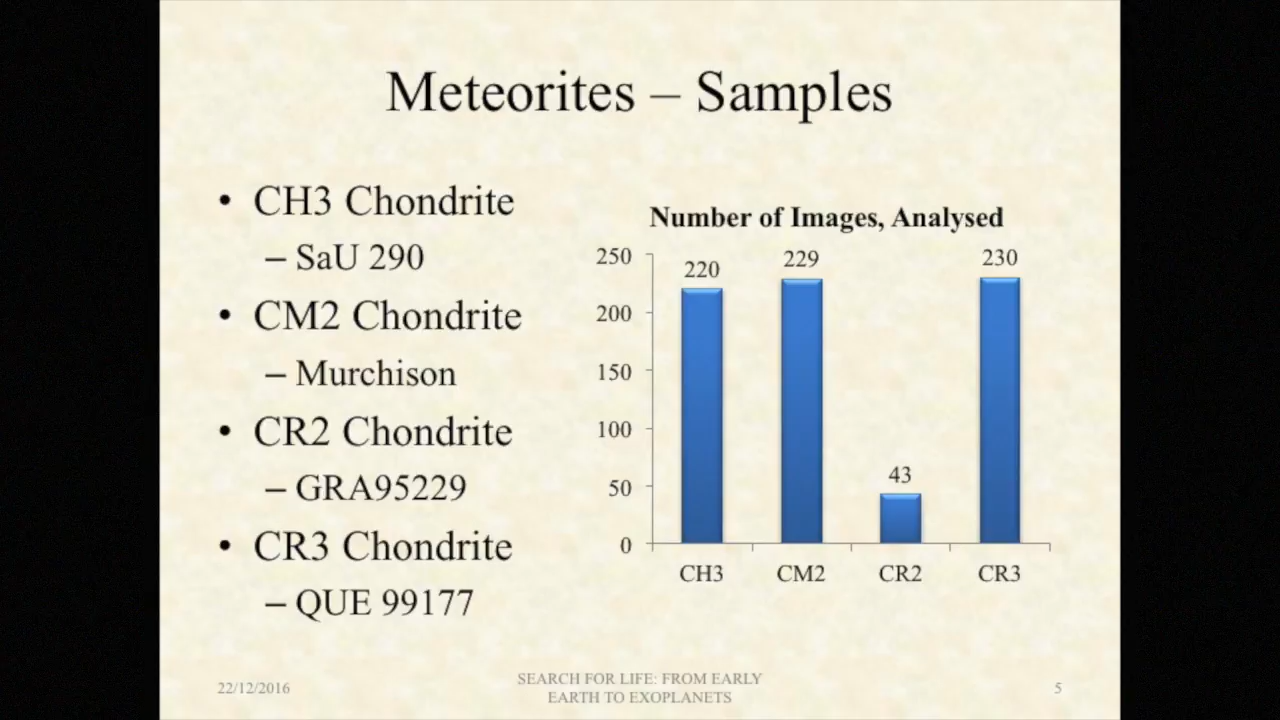 Meteorites – Samples
• CH3 Chondrite
– SaU 290
• CM2 Chondrite
– Murchison
• CR2 Chondrite
– GRA95229
• CR3 Chondrite
– QUE 99177
Number of Images, Analysed
250
200
150
100
50
0
220
229
43
230
CH3
CM2
CR2
CR3
22/12/2016
SEARCH FOR LIFE: FROM EARLY
EARTH TO EXOPLANETS
5